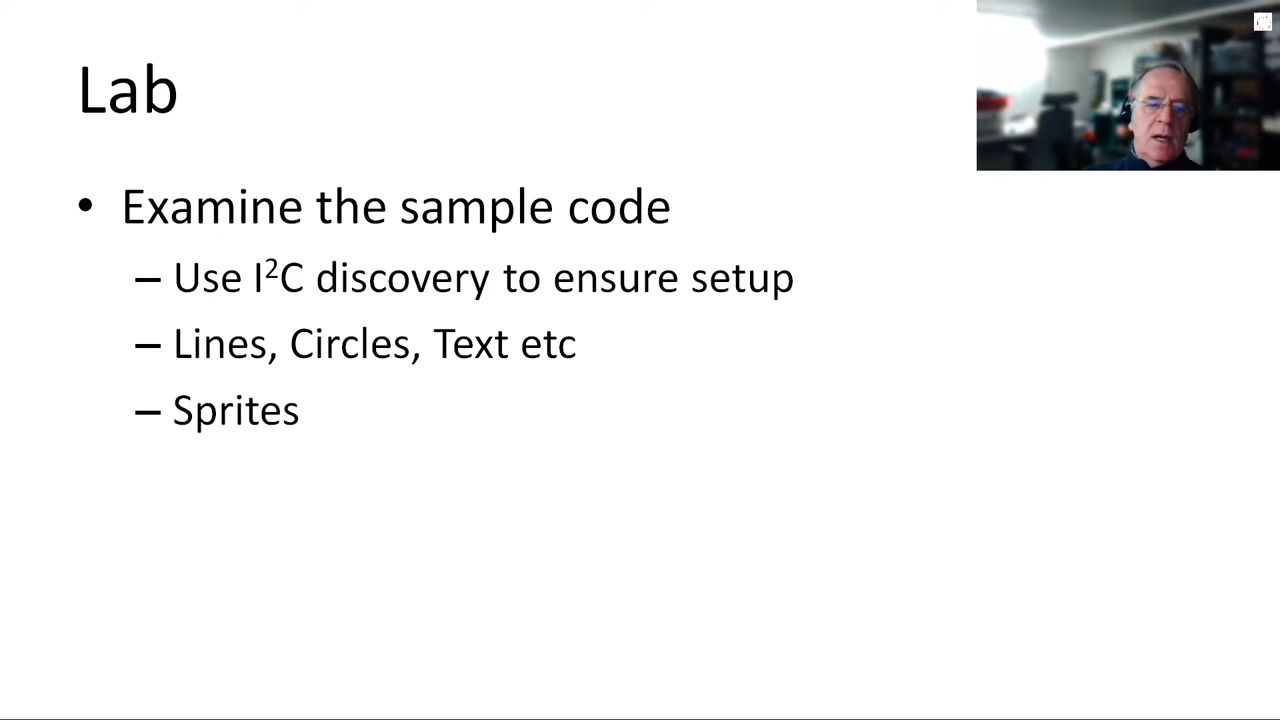 Lab
• Examine the sample code
– Use I²C discovery to ensure setup
– Lines, Circles, Text etc
– Sprites